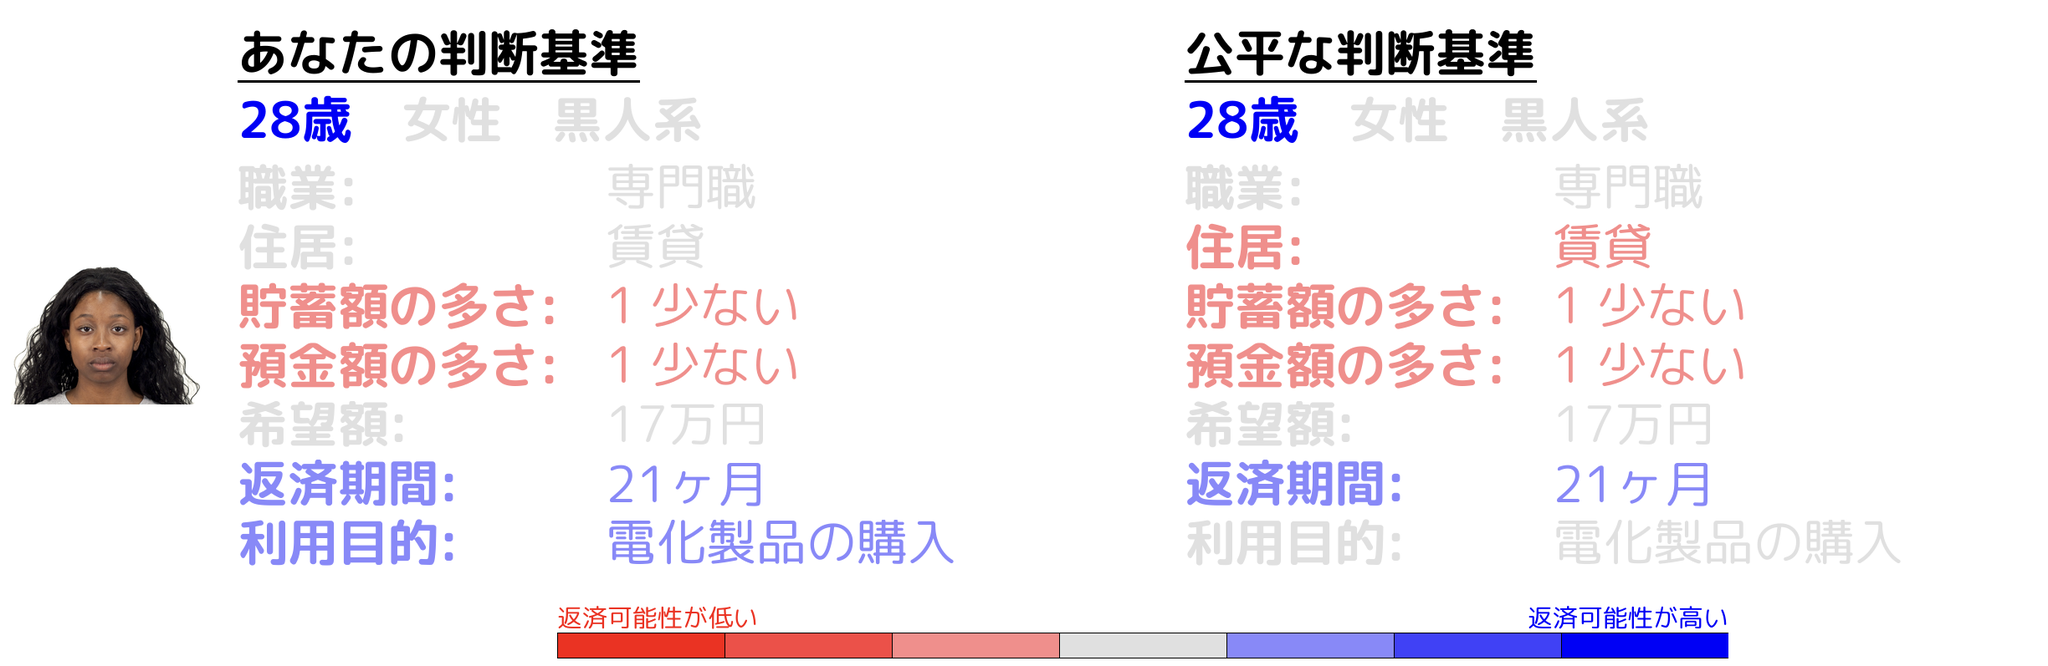 あなたの判断基準
28歳 女性 黒人系
職業: 専門職
住居: 賃貸
貯蓄額の多さ: 1 少ない
預金額の多さ: 1 少ない
希望額: 17万円
返済期間: 21ヶ月
利用目的: 電化製品の購入
公平な判断基準
28歳 女性 黒人系
職業: 専門職
住居: 賃貸
貯蓄額の多さ: 1 少ない
預金額の多さ: 1 少ない
希望額: 17万円
返済期間: 21ヶ月
利用目的: 電化製品の購入
返済可能性が低い
返済可能性が高い